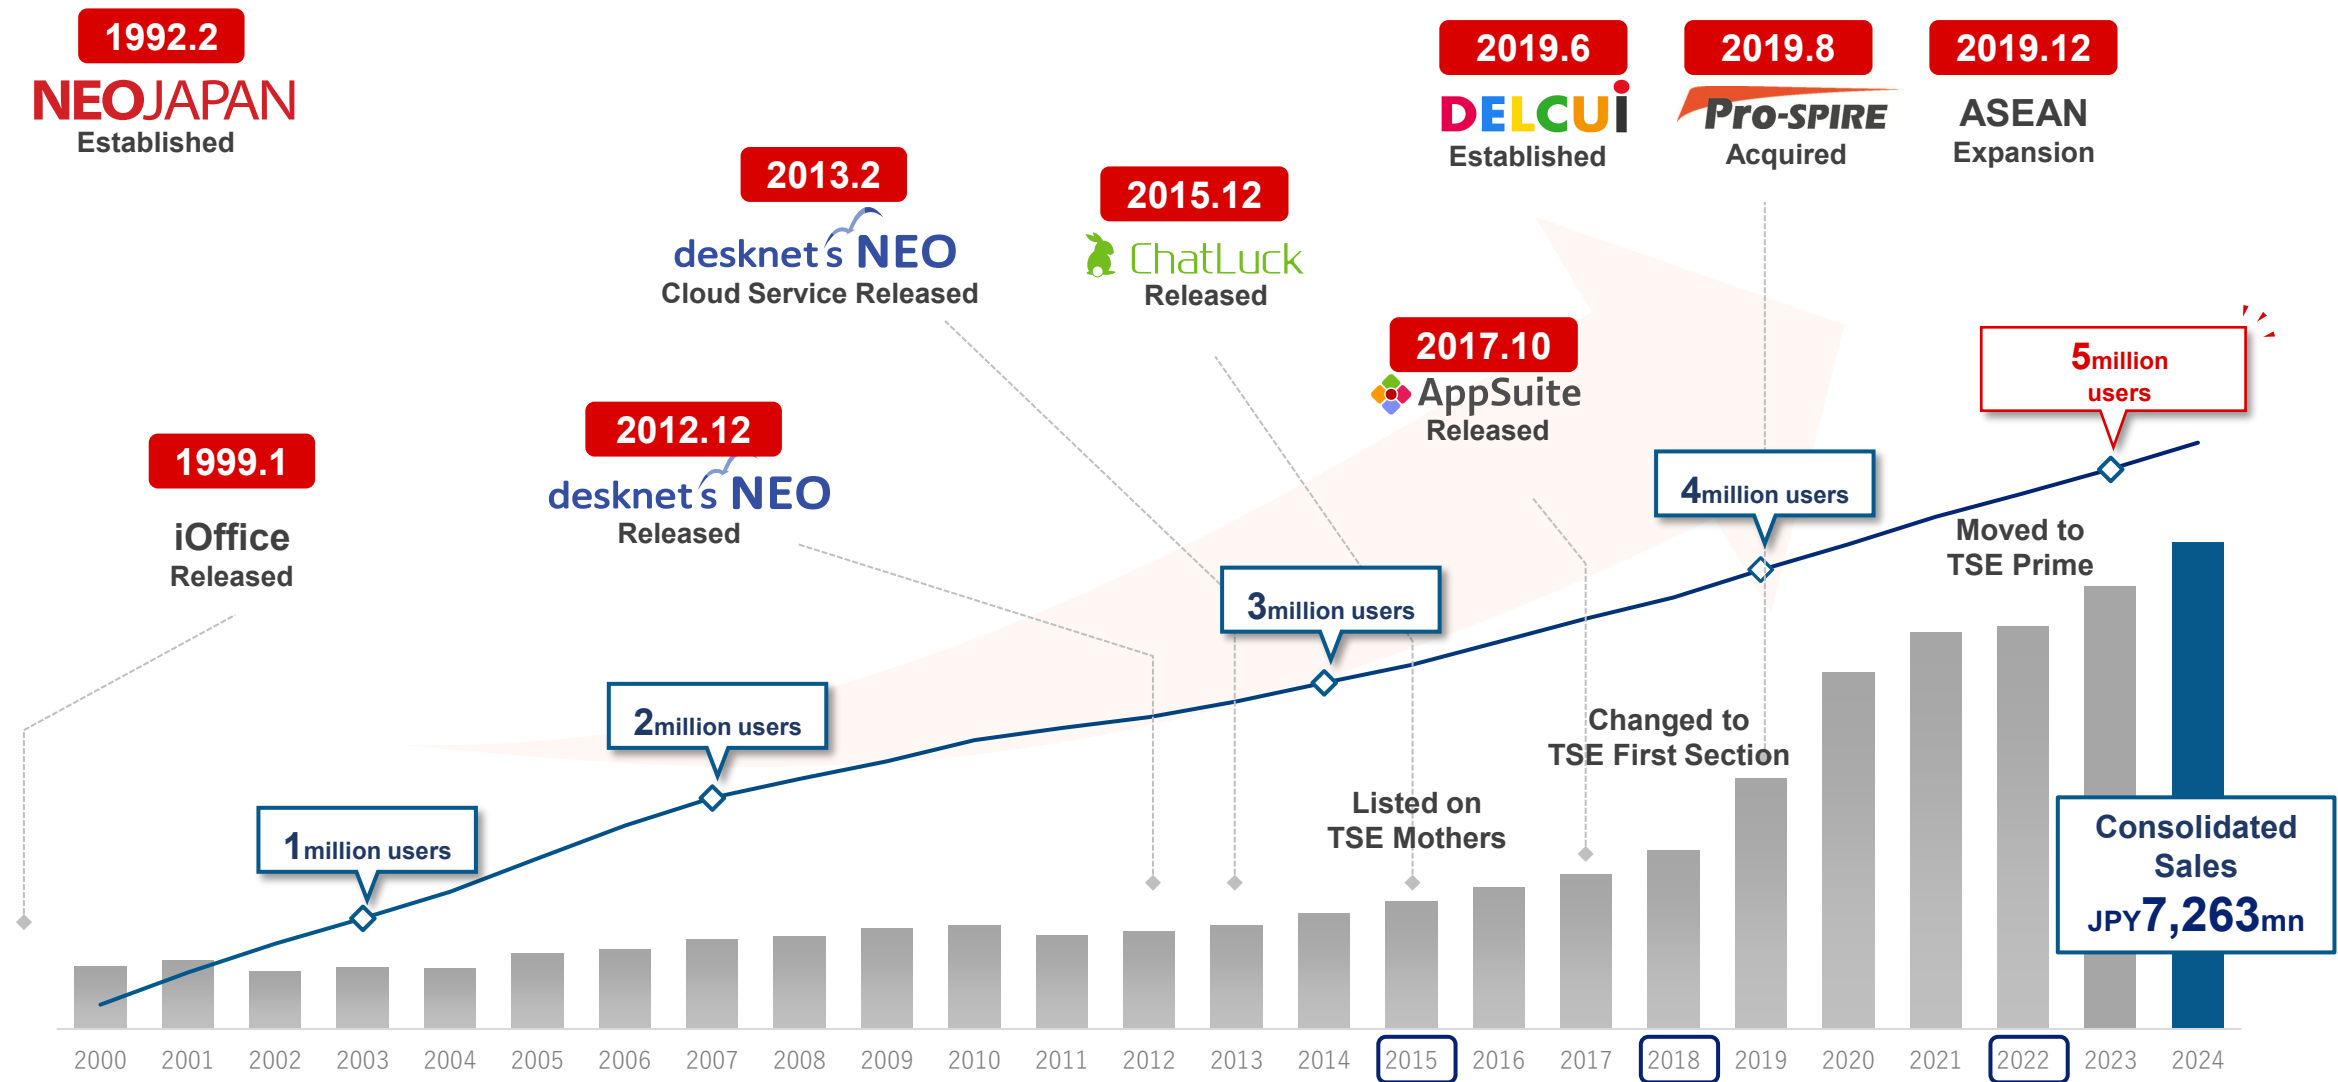 1992.2
NEOJAPAN
Established
2019.6
DELCUi
Established
2019.8
Pro-SPIRE
Acquired
2019.12
ASEAN
Expansion
2013.2
desknet's NEO
Cloud Service Released
2015.12
ChatLuck
Released
2017.10
AppSuite
Released
5million
users
1999.1
iOffice
Released
2012.12
desknet's NEO
Released
4million users
Moved to
TSE Prime
3million users
2million users
Changed to
TSE First Section
Listed on
TSE Mothers
1million users
Consolidated
Sales
JPY7,263mn
2000 2001 2002 2003 2004 2005 2006 2007 2008 2009 2010 2011 2012 2013 2014 2015 2016 2017 2018 2019 2020 2021 2022 2023 2024